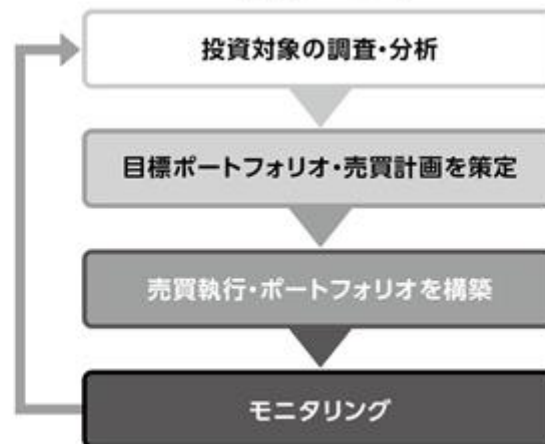 投資対象の調査・分析
目標ポートフォリオ・売買計画を策定
売買執行・ポートフォリオを構築
モニタリング